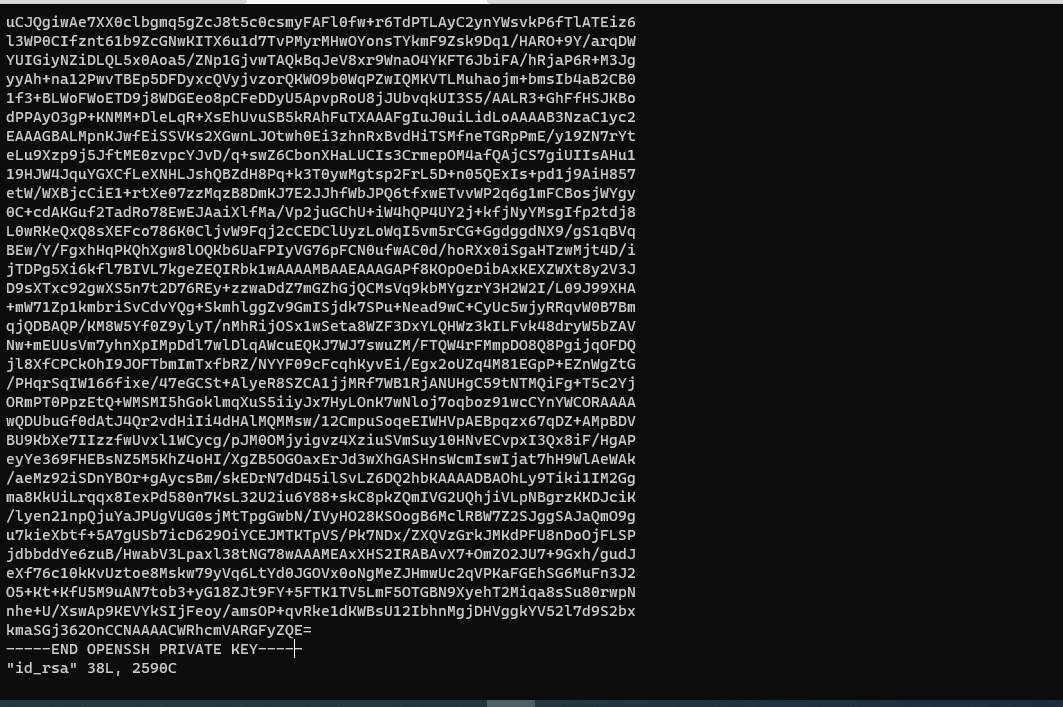 uCJQgiwAe7XX0clbgmq5gZcJ8t5c0csmyFAFl0fw+r6TdPTLAyC2ynYWsvkP6fTlATEiz6
l3WP0CIfznt61b9ZcGNwKITX6u1d7TvPMyrMHwOYonsTYkmF9Zsk9Dq1/HARO+9Y/arqDW
YUIGiyNZiDLQL5x0Aoa5/ZNp1GjvwTAQkBqJeV8xr9WnaO4YKFT6JbiFA/hRjaP6R+M3Jg
yyAh+na12PwvTBEp5DFDyxcQVyjvzorQKWO9b0WqPZwIQMKVTLMuhaojm+bmsIb4aB2CB0
1f3+BLWoFWoETD9j8WDGEeo8pCFeDDyU5ApvpRoU8jJUbvqkUI3S5/AALR3+GhFfHSJKBo
dPPAyO3gP+KNMM+DleLqR+XsEhUvuSB5kRAhFuTXAAAFgIuJ0uiLidLoAAAAB3NzaC1yc2
EAAAGBALMpnKJwfEiSSVKs2XGwnLJOtwh0Ei3zhnRxBvdHiTSMfneTGRpPmE/y19ZN7rYt
eLu9Xzp9j5JftME0zvpcYJvD/q+swZ6CbonXHaLUCIs3CrmepOM4afQAjCS7giUIIsAHu1
19HJW4JquYGXCfLeXNHLJshQBZdH8Pq+k3T0ywMgtsp2FrL5D+n05QExIs+pd1j9AiH857
etW/WXBjcCiE1+rtXe07zzMqzB8DmKJ7E2JJhfWbJPQ6tfxwETvvWP2q6g1mFCBosjWYgy
0C+cdAKGuf2TadRo78EwEJAaiXlfMa/Vp2juGChU+iW4hQP4UY2j+kfjNyYMsgIfp2tdj8
L0wRKeQxQ8sXEFco786K0CljvW9Fqj2cCEDClUyzLoWqI5vm5rCG+GgdggdNX9/gS1qBVq
BEw/Y/FgxhHqPKQhXgw8lOQKb6UaFPIyVG76pFCN0ufwAC0d/hoRXx0iSgaHTzwMjt4D/i
jTDPg5Xi6kfl7BIVL7kgeZEQIRbk1wAAAAMBAAEAAAGAPf8KOpOeDibAxKEXZWXt8y2V3J
D9sXTxc92gwXS5n7t2D76REy+zzwaDdZ7mGZhGjQCMsVq9kbMYgzrY3H2W2I/L09J99XHA
+mW71Zp1kmbriSvCdvYQg+SkmhlggZv9GmISjdk7SPu+Nead9wC+CyUc5wjyRRqvW0B7Bm
qjQDBAQP/KM8W5Yf0Z9ylyT/nMhRijOSx1wSeta8WZF3DxYLQHWz3kILFvk48dryW5bZAV
Nw+mEUUsVm7yhnXpIMpDdl7wlDlqAWcuEQKJ7WJ7swuZM/FTQW4rFMmpDO8Q8PgijqOFDQ
jl8XfCPCkOhI9JOFTbmImTxfbRZ/NYYF09cFcqhKyvEi/Egx2oUZq4M81EGpP+EZnWgZtG
/PHqrSqIW166fixe/47eGCSt+AlyeR8SZCA1jjMRf7WB1RjANUHgC59tNTMQiFg+T5c2Yj
ORmPT0PpzEtQ+WMSMI5hGoklmqXuS5iiyJx7HyLOnK7wNloj7oqboz91wcCYnYWCORAAAA
wQDUbuGf0dAtJ4Qr2vdHiIi4dHAlMQMMsw/12CmpuSoqeEIWHVpAEBpqzx67qDZ+AMpBDV
BU9KbXe7IIzzfwUvxl1WCycg/pJM0OMjyigvz4XziuSVmSuy10HNvECvpxI3Qx8iF/HgAP
eyYe369FHEBsNZ5M5KhZ4oHI/XgZB5OGOaxErJd3wXhGASHnsWcmIswIjat7hH9WlAeWAk
/aeMz92iSDnYBOr+gAycsBm/skEDrN7dD45ilSvLZ6DQ2hbKAAAADBAOhLy9Tiki1IM2Gg
ma8KkUiLrqqx8IexPd580n7KsL32U2iu6Y88+skC8pkZQmIVG2UQhjiVLpNBgrzKKDJciK
/lyen21npQjuYaJPUgVUG0sjMtTpgGwbN/IVyHO28KSOogB6MclRBW7Z2SJggSAJaQmO9g
u7kieXbtf+5A7gUSb7icD629OiYCEJMTKTpVS/Pk7NDx/ZXQVzGrkJMKdPFU8nDoOjFLSP
jdbbddYe6zuB/HwabV3Lpaxl38tNG78wAAAMEAxXHS2IRABAvX7+OmZO2JU7+9Gxh/gudJ
eXf76c10kKvUztoe8Mskw79yVq6LtYd0JGOVx0oNgMeZJHmwUc2qVPKaFGEhSG6MuFn3J2
O5+Kt+KfU5M9uAN7tob3+yG18ZJt9FY+5FTK1TV5LmF5OTGBN9XyehT2Miqa8sSu80rwpN
nhe+U/XswAp9KEVYkSIjFeoy/amsOP+qvRke1dKWBsU12IbhnMgjDHVggkYV52l7d9S2bx
kmaSGj362OnCCNAAAACWRhcmVARGFyZQE=
-----END OPENSSH PRIVATE KEY-----
"id_rsa" 38L, 2590C